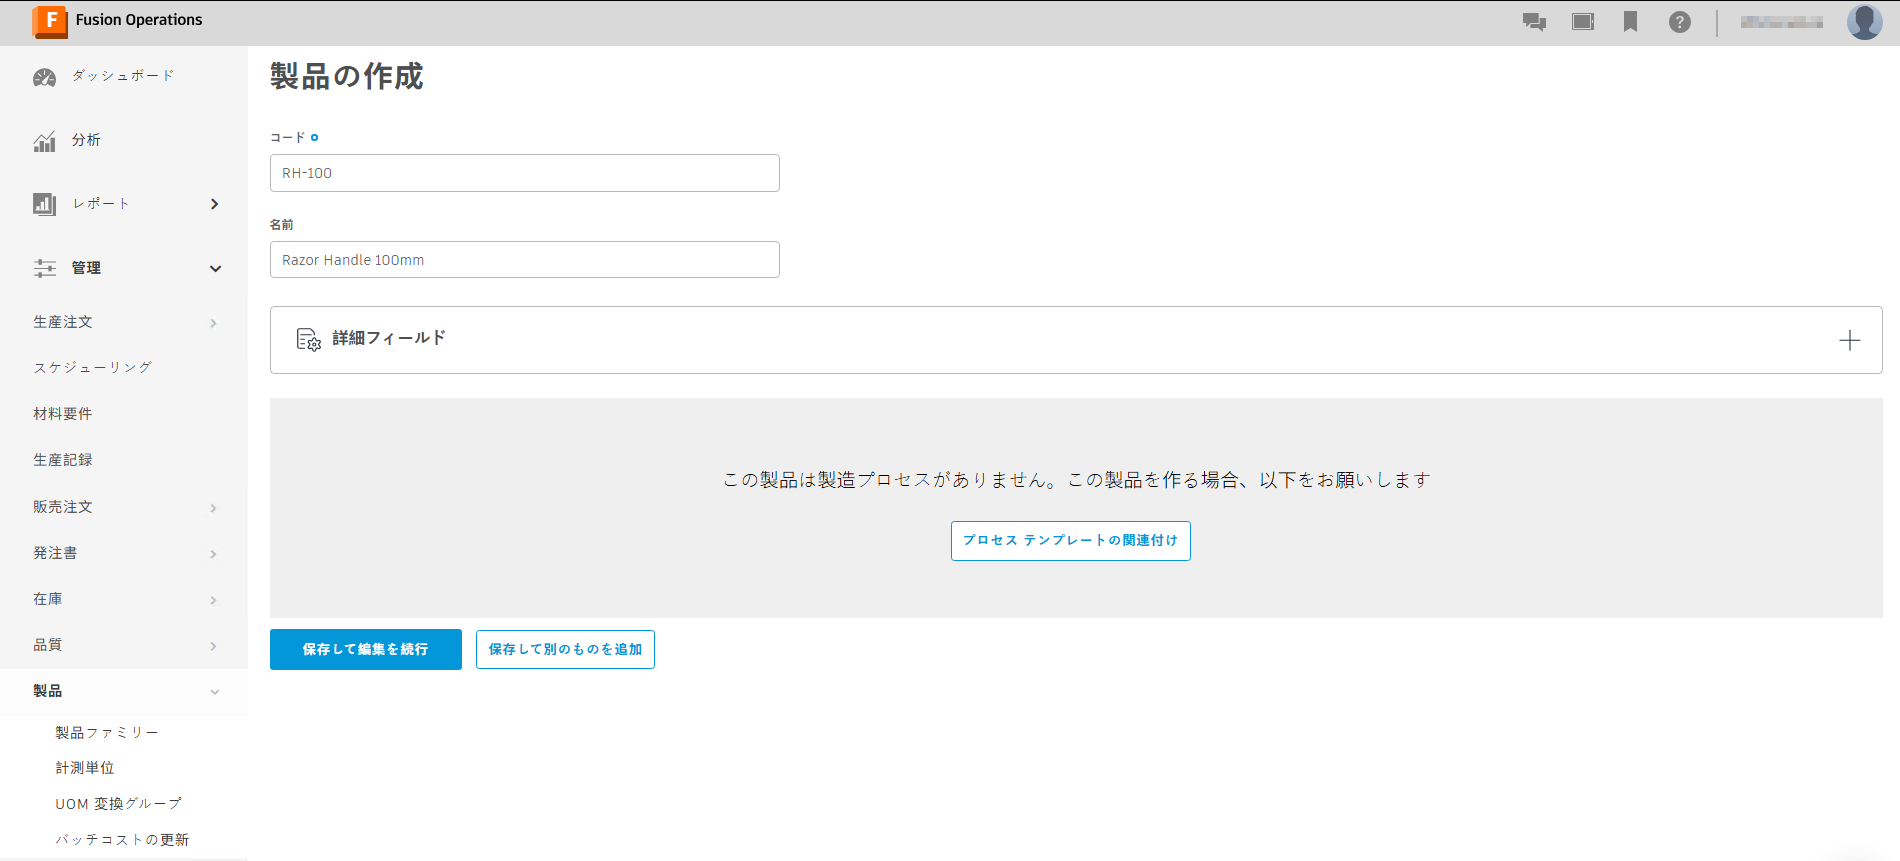 Fusion Operations
ダッシュボード
分析
レポート
管理
生産注文
スケジューリング
材料要件
生産記録
販売注文
発注書
在庫
品質
製品
製品ファミリー
計測単位
UOM 変換グループ
バッチコストの更新
製品の作成
コード
RH-100
名前
Razor Handle 100mm
詳細フィールド
この製品は製造プロセスがありません。この製品を作る場合、以下をお願いします
プロセス テンプレートの関連付け
保存して編集を続行
保存して別のものを追加